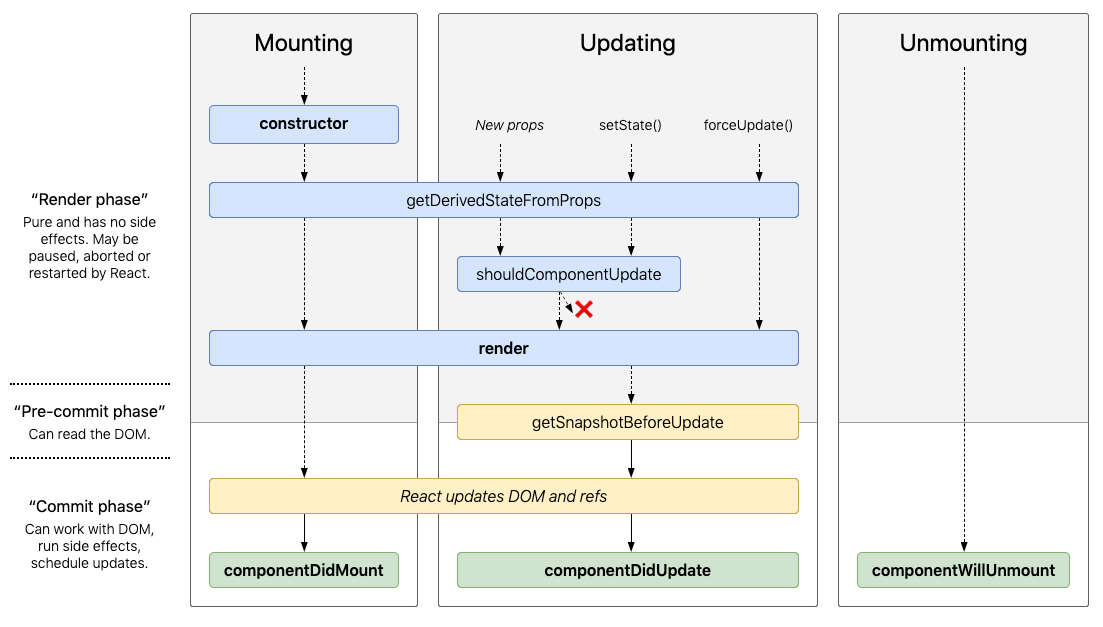 Mounting
Updating
Unmounting
constructor
New props
setState()
forceUpdate()
“Render phase”
Pure and has no side
effects. May be
paused, aborted or
restarted by React.
getDerivedStateFromProps
shouldComponentUpdate
render
“Pre-commit phase”
Can read the DOM.
getSnapshotBeforeUpdate
“Commit phase”
Can work with DOM,
run side effects,
schedule updates.
React updates DOM and refs
componentDidMount
componentDidUpdate
componentWillUnmount